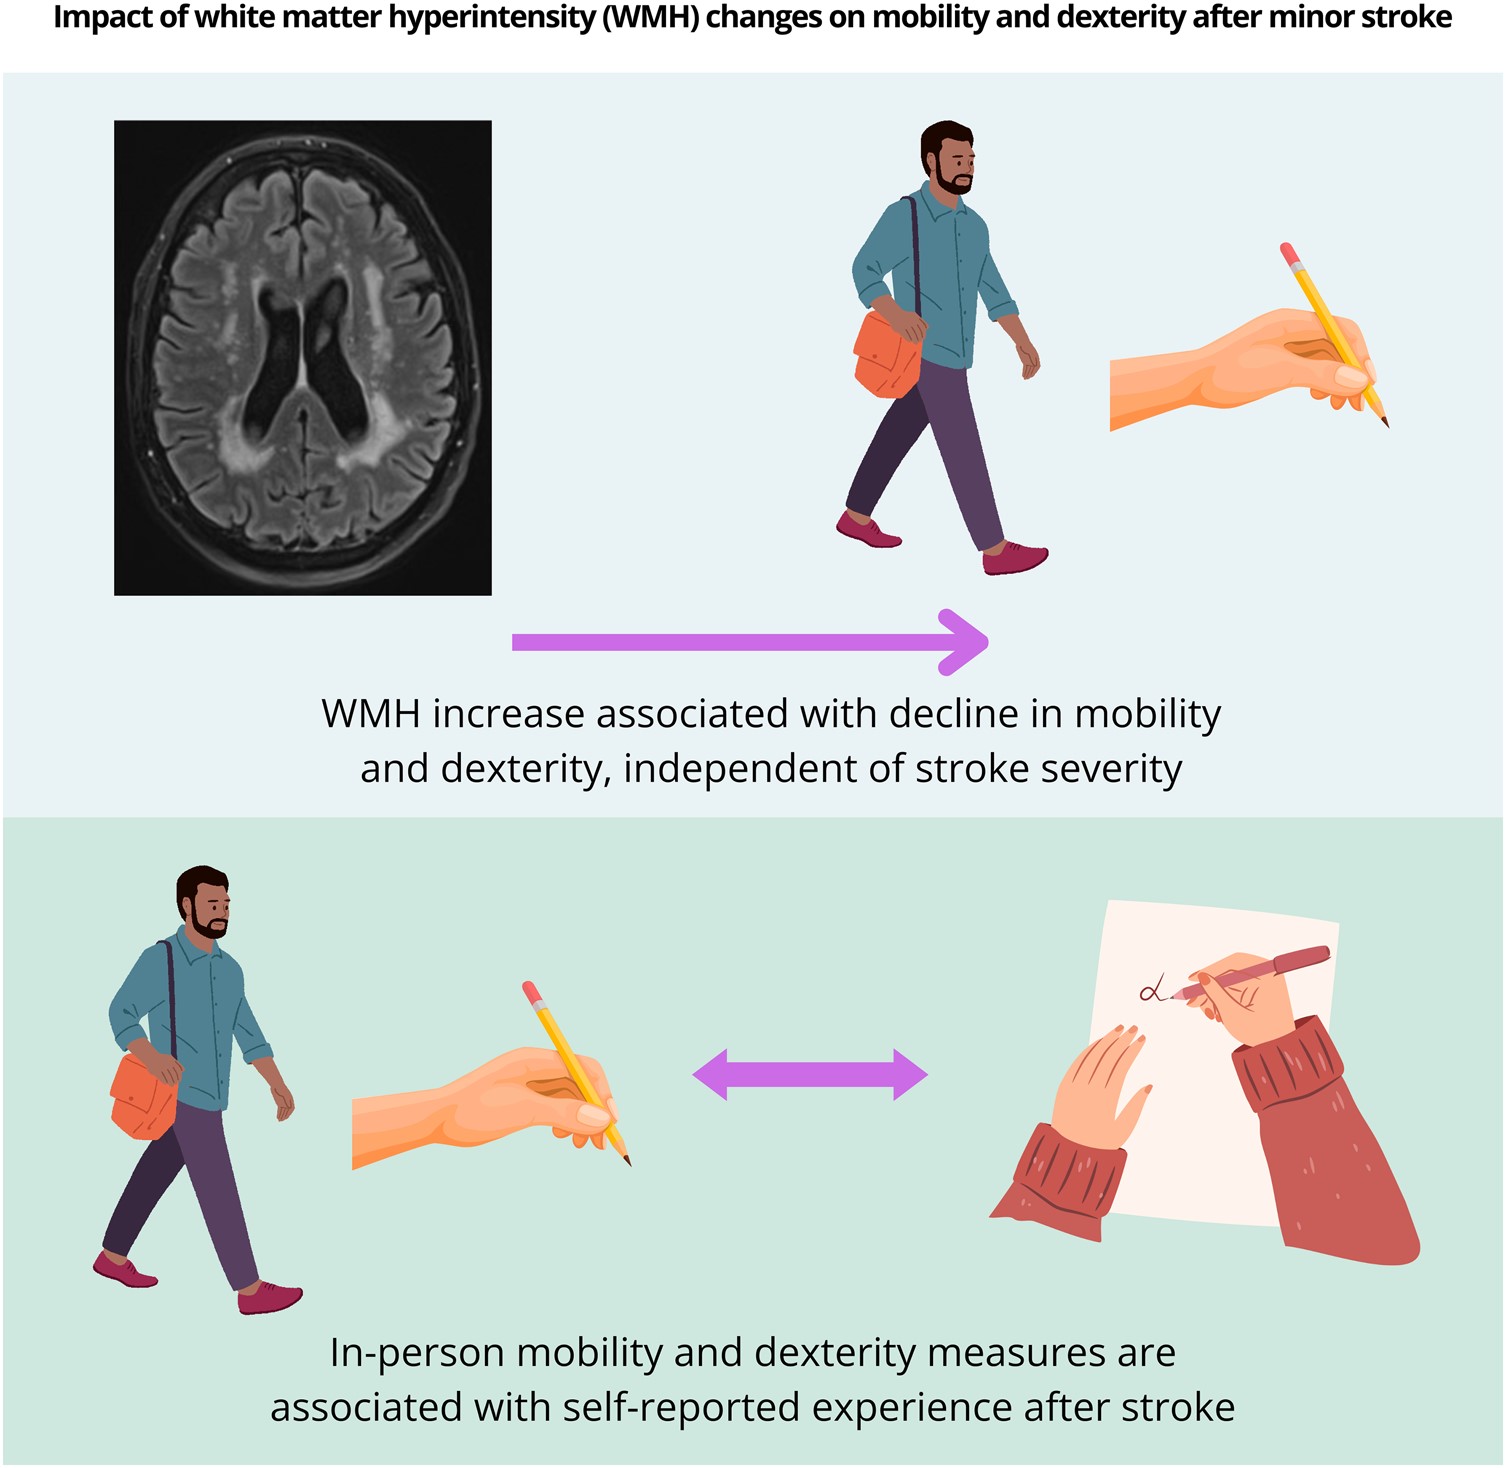 Impact of white matter hyperintensity (WMH) changes on mobility and dexterity after minor stroke
WMH increase associated with decline in mobility
and dexterity, independent of stroke severity
In-person mobility and dexterity measures are
associated with self-reported experience after stroke